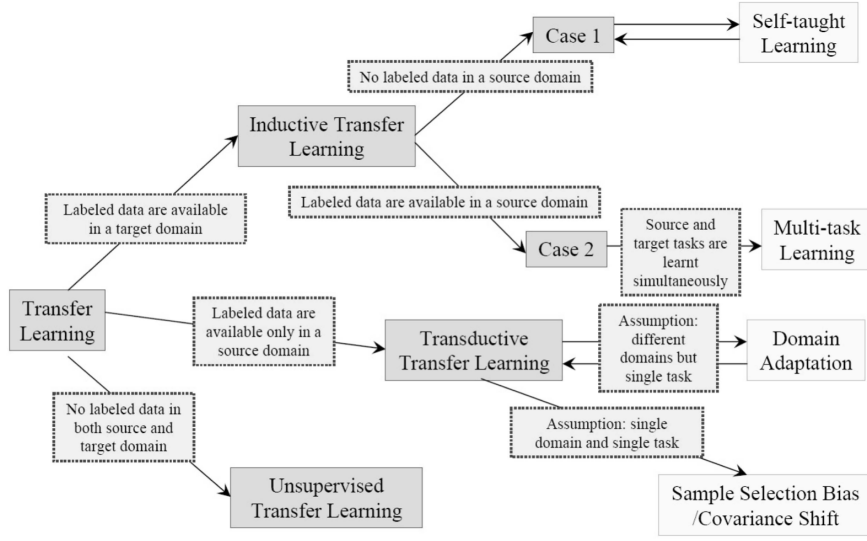 Case 1
Self-taught
Learning
No labeled data in a source domain
Inductive Transfer
Learning
Labeled data are available
in a target domain
Labeled data are available in a source domain
Case 2
Source and
target tasks are
learnt
simultaneously
Multi-task
Learning
Transfer
Learning
Labeled data are
available only in a
source domain
Transductive
Transfer Learning
Assumption:
different
domains but
single task
Domain
Adaptation
No labeled data in
both source and
target domain
Assumption: single
domain and single task
Unsupervised
Transfer Learning
Sample Selection Bias
/Covariance Shift